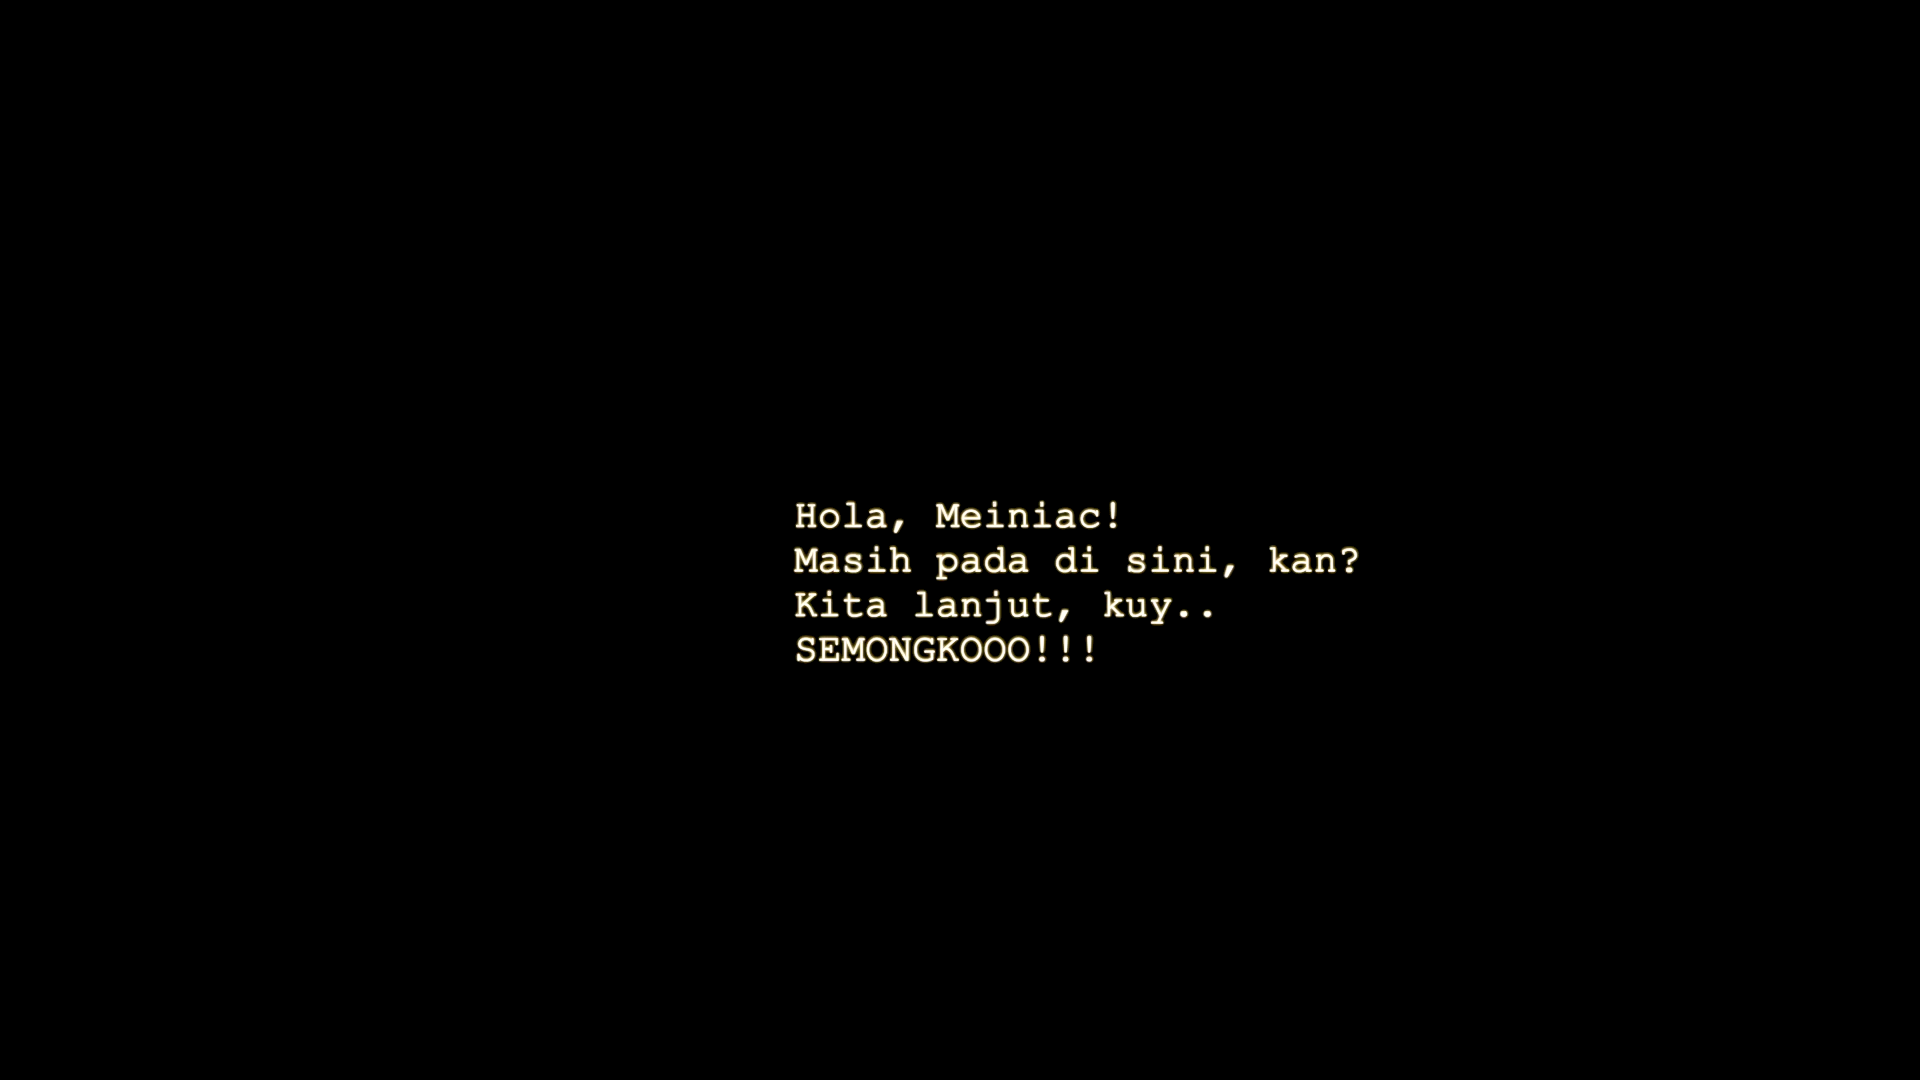 Hola, Meiniac!
Masih pada di sini, kan?
Kita lanjut, kuy..
SEMONGKOOO!!!